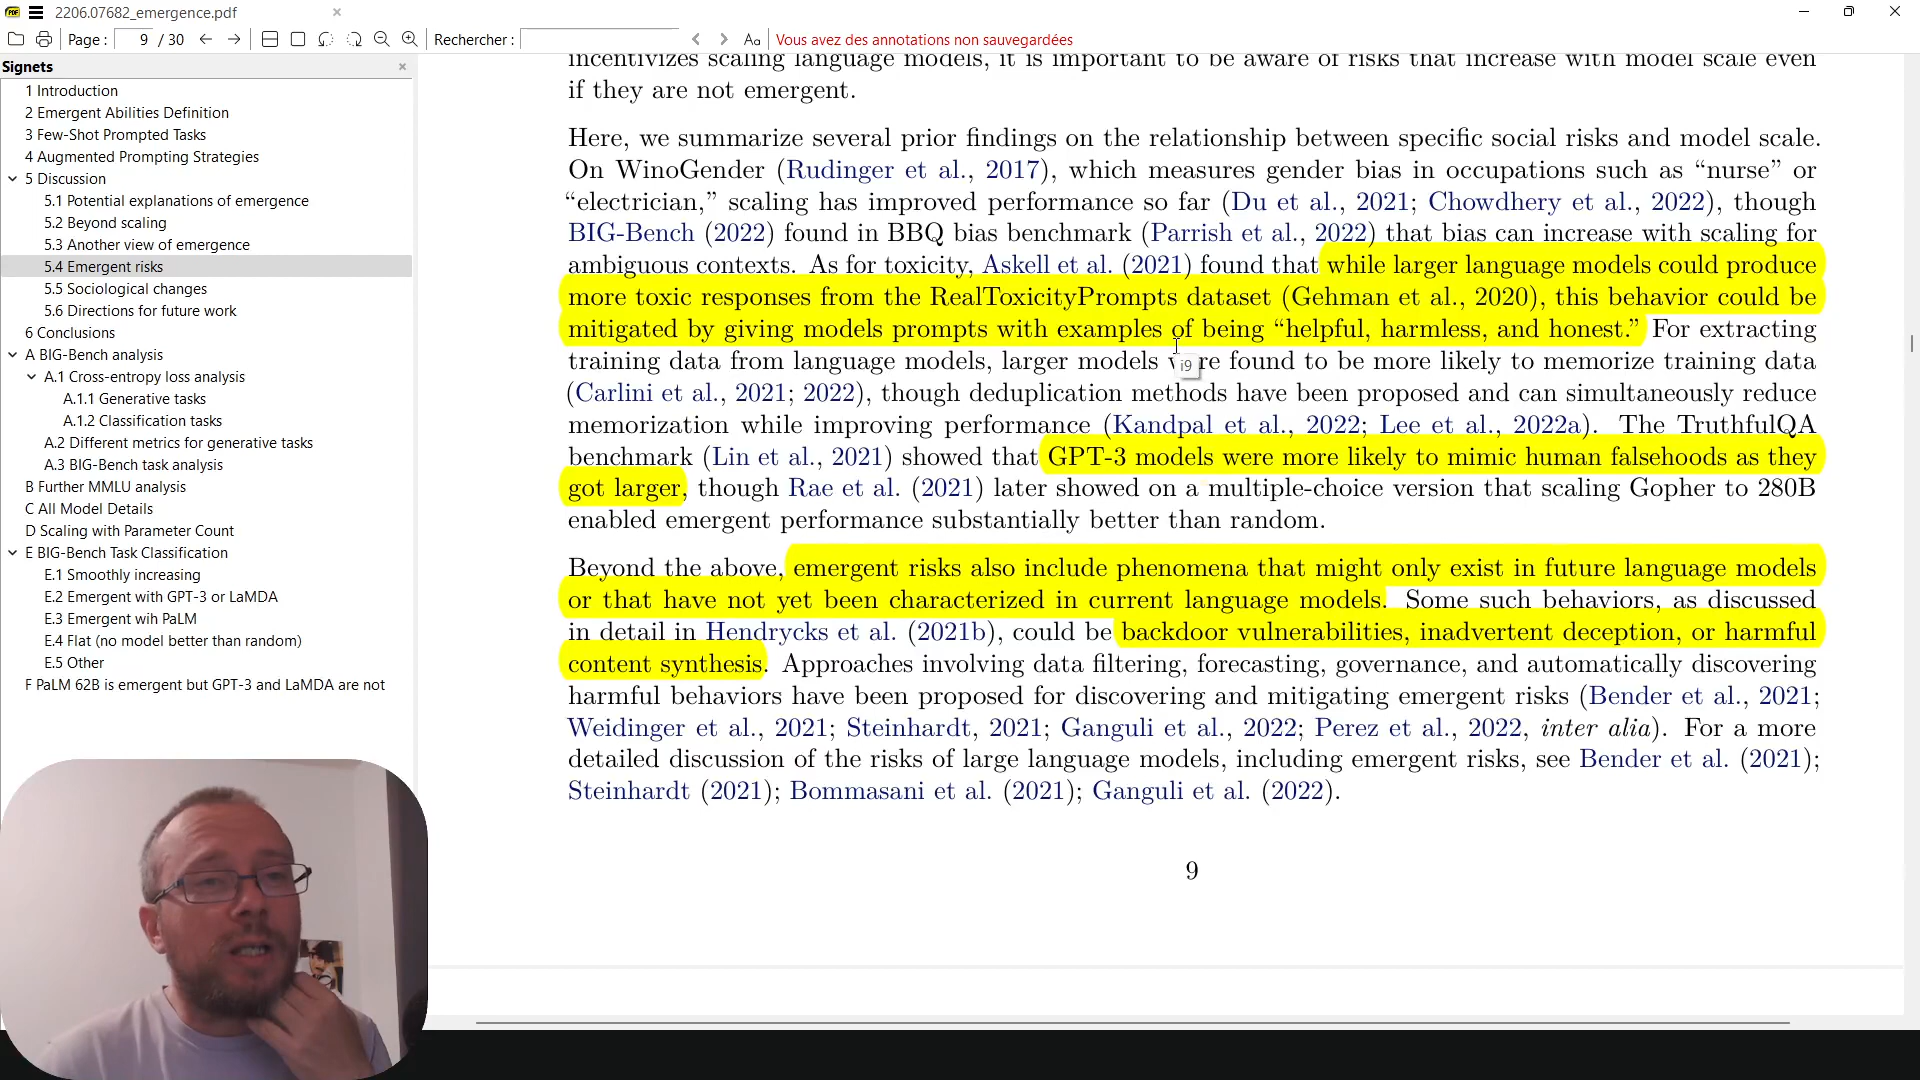 2206.07682_emergence.pdf
Page : 9 / 30 Rechercher : Aa Vous avez des annotations non sauvegardées
Signets
1 Introduction
2 Emergent Abilities Definition
3 Few-Shot Prompted Tasks
4 Augmented Prompting Strategies
5 Discussion
5.1 Potential explanations of emergence
5.2 Beyond scaling
5.3 Another view of emergence
5.4 Emergent risks
5.5 Sociological changes
5.6 Directions for future work
6 Conclusions
A BIG-Bench analysis
A.1 Cross-entropy loss analysis
A.1.1 Generative tasks
A.1.2 Classification tasks
A.2 Different metrics for generative tasks
A.3 BIG-Bench task analysis
B Further MMLU analysis
C All Model Details
D Scaling with Parameter Count
E BIG-Bench Task Classification
E.1 Smoothly increasing
E.2 Emergent with GPT-3 or LaMDA
E.3 Emergent wih PaLM
E.4 Flat (no model better than random)
E.5 Other
F PaLM 62B is emergent but GPT-3 and LaMDA are not
incentivizes scaling language models, it is important to be aware of risks that increase with model scale even
if they are not emergent.
Here, we summarize several prior findings on the relationship between specific social risks and model scale.
On WinoGender (Rudinger et al., 2017), which measures gender bias in occupations such as “nurse” or
“electrician,” scaling has improved performance so far (Du et al., 2021; Chowdhery et al., 2022), though
BIG-Bench (2022) found in BBQ bias benchmark (Parrish et al., 2022) that bias can increase with scaling for
ambiguous contexts. As for toxicity, Askell et al. (2021) found that while larger language models could produce
more toxic responses from the RealToxicityPrompts dataset (Gehman et al., 2020), this behavior could be
mitigated by giving models prompts with examples of being “helpful, harmless, and honest.” For extracting
training data from language models, larger models were found to be more likely to memorize training data
i9
(Carlini et al., 2021; 2022), though deduplication methods have been proposed and can simultaneously reduce
memorization while improving performance (Kandpal et al., 2022; Lee et al., 2022a). The TruthfulQA
benchmark (Lin et al., 2021) showed that GPT-3 models were more likely to mimic human falsehoods as they
got larger, though Rae et al. (2021) later showed on a multiple-choice version that scaling Gopher to 280B
enabled emergent performance substantially better than random.
Beyond the above, emergent risks also include phenomena that might only exist in future language models
or that have not yet been characterized in current language models. Some such behaviors, as discussed
in detail in Hendrycks et al. (2021b), could be backdoor vulnerabilities, inadvertent deception, or harmful
content synthesis. Approaches involving data filtering, forecasting, governance, and automatically discovering
harmful behaviors have been proposed for discovering and mitigating emergent risks (Bender et al., 2021;
Weidinger et al., 2021; Steinhardt, 2021; Ganguli et al., 2022; Perez et al., 2022, inter alia). For a more
detailed discussion of the risks of large language models, including emergent risks, see Bender et al. (2021);
Steinhardt (2021); Bommasani et al. (2021); Ganguli et al. (2022).
9